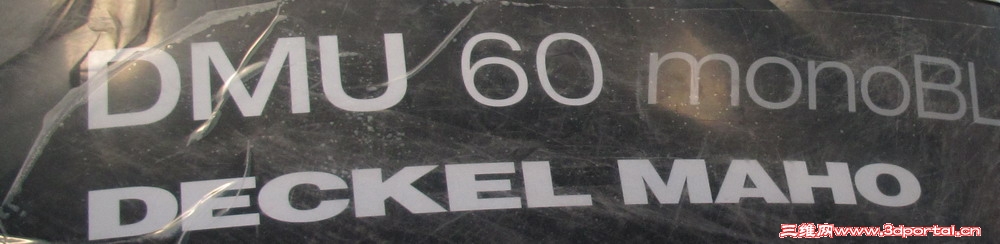 DMU 60 monoBL
DECKEL MAHO
三维网www.3dportal.cn